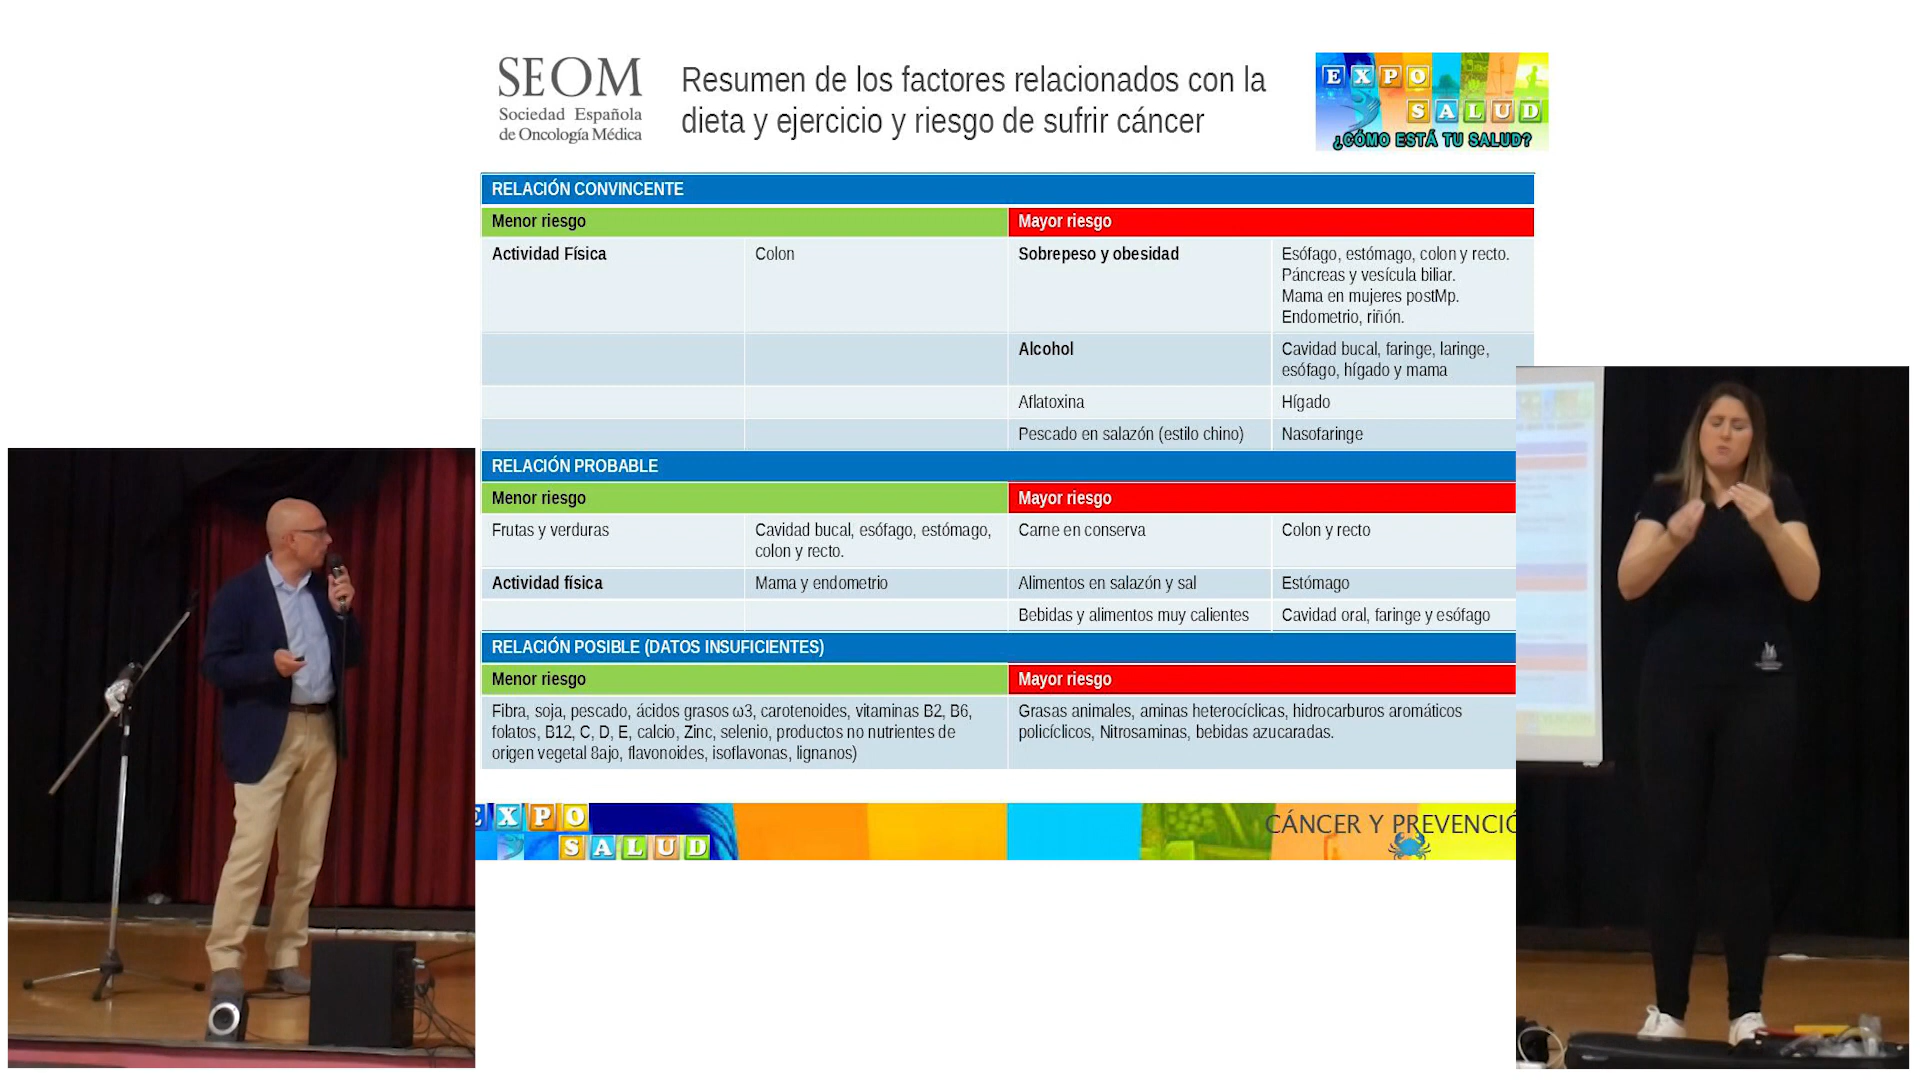 SEOM
Sociedad Española
de Oncología Médica
Resumen de los factores relacionados con la
dieta y ejercicio y riesgo de sufrir cáncer
EXPO
SALUD
¿CÓMO ESTÁ TU SALUD?
RELACIÓN CONVINCENTE
Menor riesgo
Mayor riesgo
Actividad Física
Colon
Sobrepeso y obesidad
Esófago, estómago, colon y recto.
Páncreas y vesícula biliar.
Mama en mujeres postMp.
Endometrio, riñón.
Alcohol
Cavidad bucal, faringe, laringe,
esófago, hígado y mama
Aflatoxina
Hígado
Pescado en salazón (estilo chino)
Nasofaringe
RELACIÓN PROBABLE
Menor riesgo
Mayor riesgo
Frutas y verduras
Cavidad bucal, esófago, estómago,
colon y recto.
Carne en conserva
Colon y recto
Actividad física
Mama y endometrio
Alimentos en salazón y sal
Estómago
Bebidas y alimentos muy calientes
Cavidad oral, faringe y esófago
RELACIÓN POSIBLE (DATOS INSUFICIENTES)
Menor riesgo
Mayor riesgo
Fibra, soja, pescado, ácidos grasos ω3, carotenoides, vitaminas B2, B6,
folatos, B12, C, D, E, calcio, Zinc, selenio, productos no nutrientes de
origen vegetal 8ajo, flavonoides, isoflavonas, lignanos)
Grasas animales, aminas heterocíclicas, hidrocarburos aromáticos
policíclicos, Nitrosaminas, bebidas azucaradas.
EXPO
SALUD
CÁNCER Y PREVENCIÓ